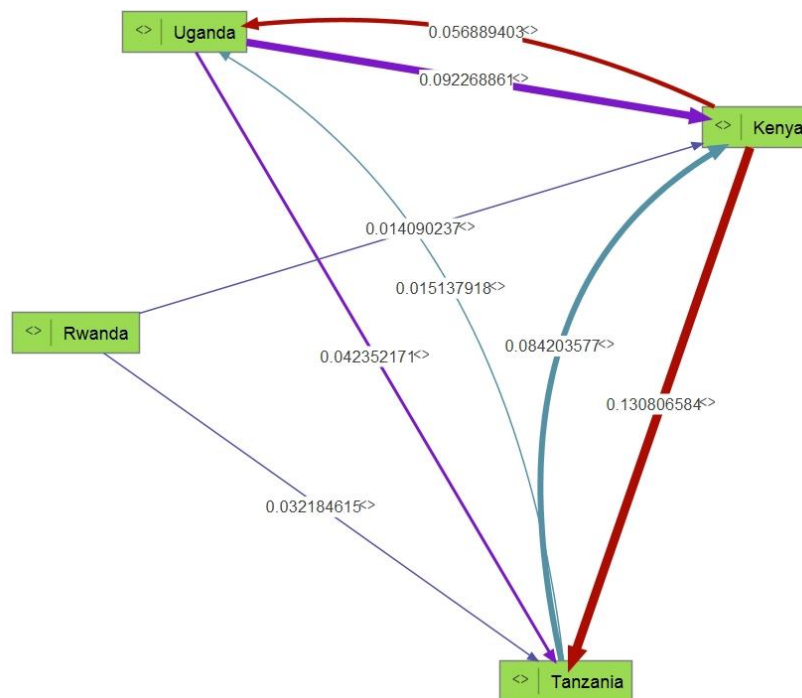 <> Uganda
0.056889403<>
0.092268861<>
<> Kenya
0.014090237<>
0.015137918<>
<> Rwanda
0.042352171<>
0.084203577<>
0.130806584<>
0.032184615<>
<> Tanzania